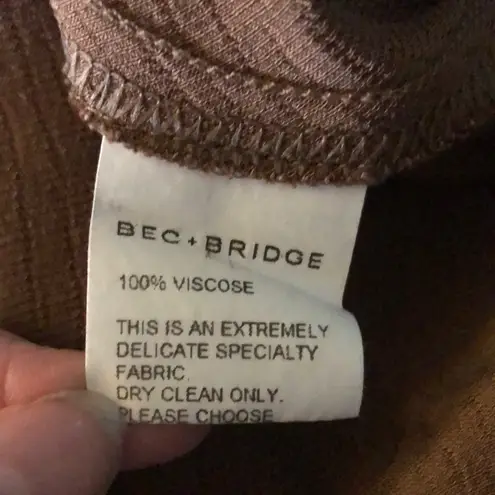 BEC+BRIDGE
100% VISCOSE
THIS IS AN EXTREMELY
DELICATE SPECIALTY
FABRIC.
DRY CLEAN ONLY.
PLEASE CHOOSE